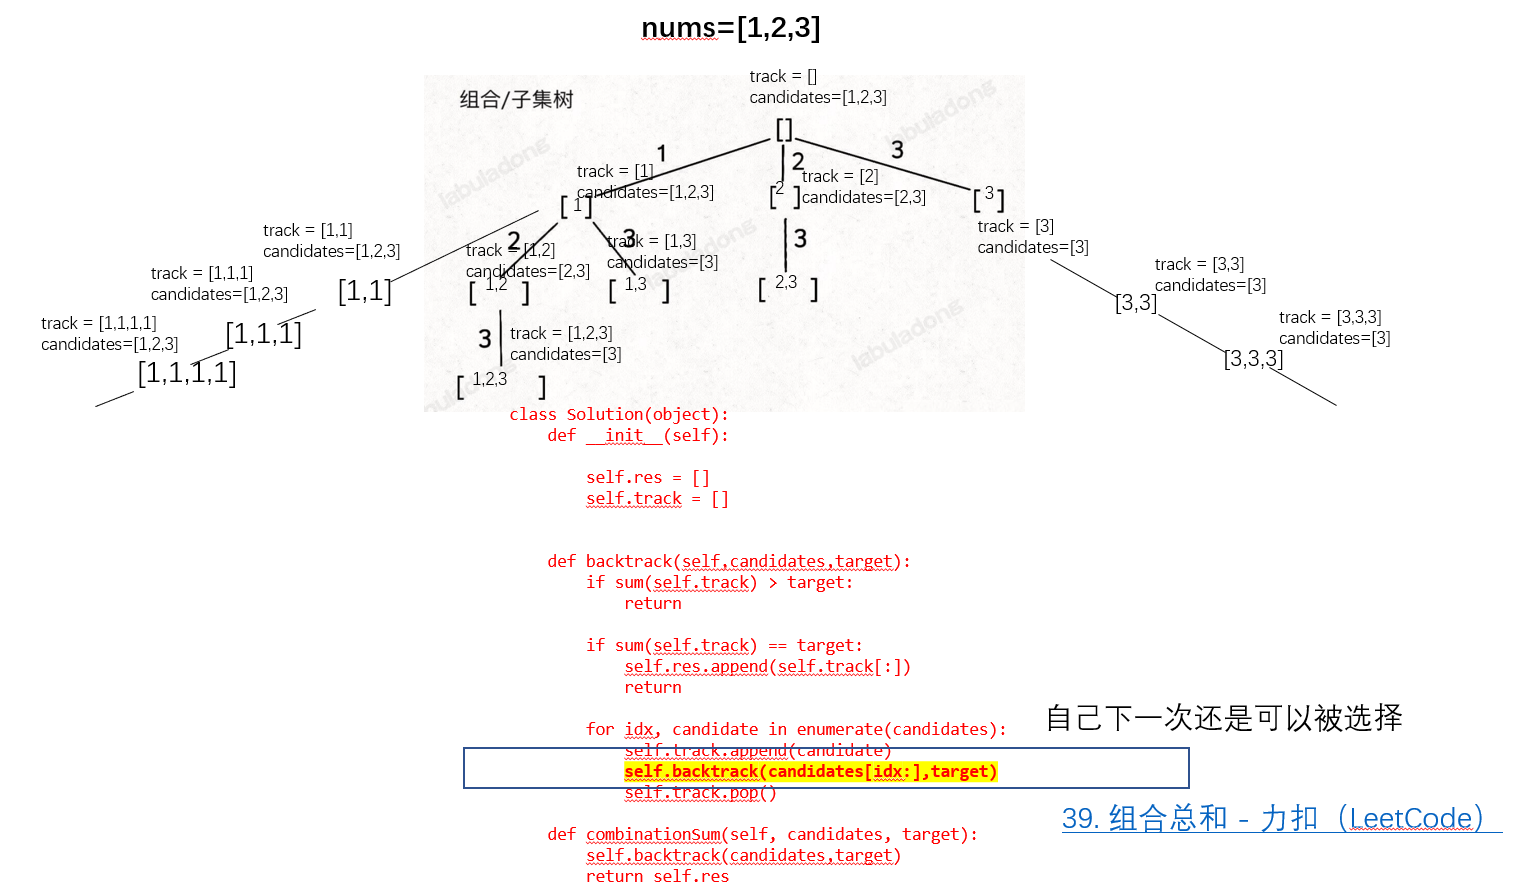 nums=[1,2,3]
track = []
candidates=[1,2,3]
组合/子集树
[]
1
2
3
track = [1]
candidates=[1,2,3]
[ 1 ]
track = [2]
candidates=[2,3]
[ 2 ]
[ 3 ]
track = [3]
candidates=[3]
track = [1,1]
candidates=[1,2,3]
[1,1]
2
track = [1,2]
candidates=[2,3]
[ 1,2 ]
3
track = [1,3]
candidates=[3]
[ 1,3 ]
3
[ 2,3 ]
track = [3,3]
candidates=[3]
[3,3]
track = [1,1,1]
candidates=[1,2,3]
[1,1,1]
track = [3,3,3]
candidates=[3]
[3,3,3]
track = [1,1,1,1]
candidates=[1,2,3]
[1,1,1,1]
3
track = [1,2,3]
candidates=[3]
[ 1,2,3 ]
labuladong
labuladong
labuladong
labuladong
class Solution(object):
    def __init__(self):
        self.res = []
        self.track = []
    def backtrack(self,candidates,target):
        if sum(self.track) > target:
            return
        if sum(self.track) == target:
            self.res.append(self.track[:])
            return
        for idx, candidate in enumerate(candidates):
            self.track.append(candidate)
            self.backtrack(candidates[idx:],target)
            self.track.pop()
    def combinationSum(self, candidates, target):
        self.backtrack(candidates,target)
        return self.res
自己下一次还是可以被选择
39. 组合总和 - 力扣（LeetCode）